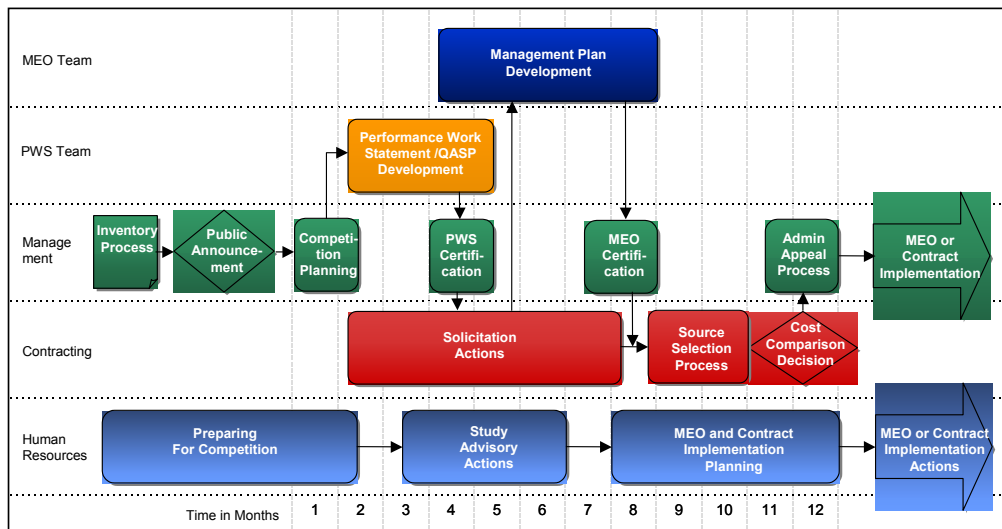 MEO Team
Management Plan
Development
PWS Team
Performance Work
Statement /QASP
Development
Manage
ment
Inventory
Process
Public
Announce-
ment
Competi-
tion
Planning
PWS
Certifi-
cation
MEO
Certifi-
cation
Admin
Appeal
Process
MEO or
Contract
Implementation
Contracting
Solicitation
Actions
Source
Selection
Process
Cost
Comparison
Decision
Human
Resources
Preparing
For Competition
Study
Advisory
Actions
MEO and Contract
Implementation
Planning
MEO or Contract
Implementation
Actions
Time in Months 1 2 3 4 5 6 7 8 9 10 11 12